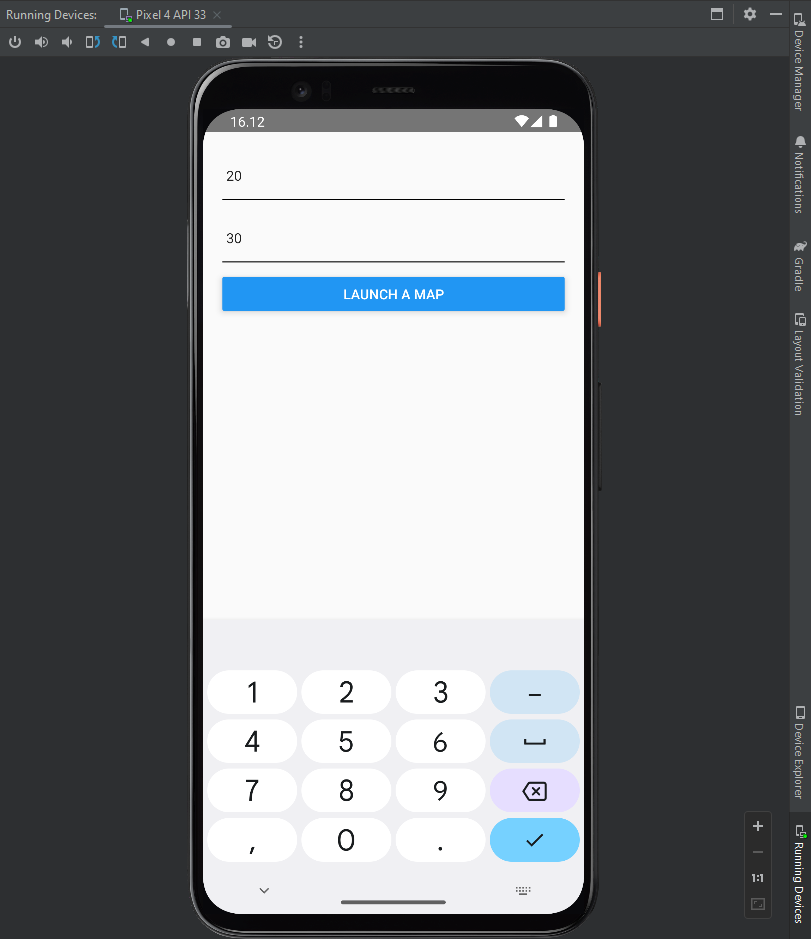 Running Devices: Pixel 4 API 33
16.12
20
30
LAUNCH A MAP
1 2 3 –
4 5 6
7 8 9
, 0 .
1:1
Device Manager
Notifications
Gradle
Layout Validation
Device Explorer
Running Devices